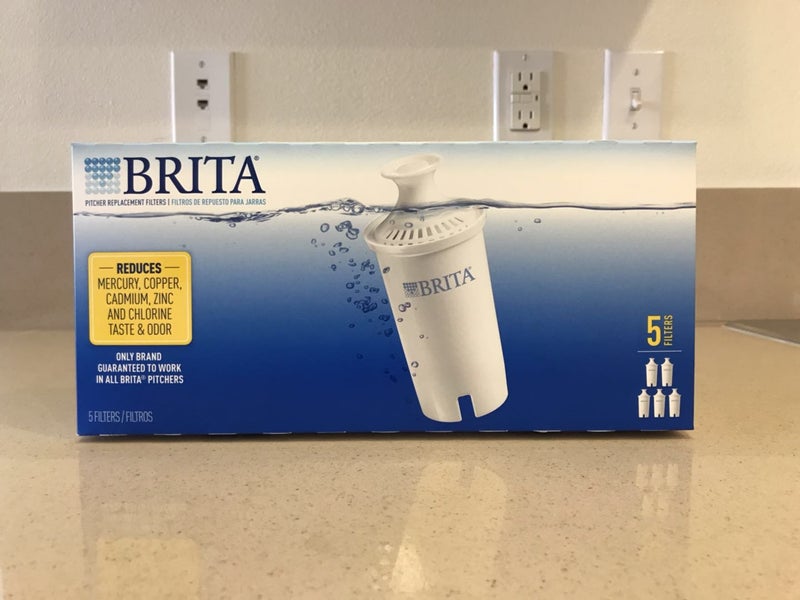 BRITA®
PITCHER REPLACEMENT FILTERS | FILTROS DE REPUESTO PARA JARRAS
REDUCES
MERCURY, COPPER,
CADMIUM, ZINC
AND CHLORINE
TASTE & ODOR
ONLY BRAND
GUARANTEED TO WORK
IN ALL BRITA® PITCHERS
5 FILTERS / FILTROS
BRITA
5 FILTERS